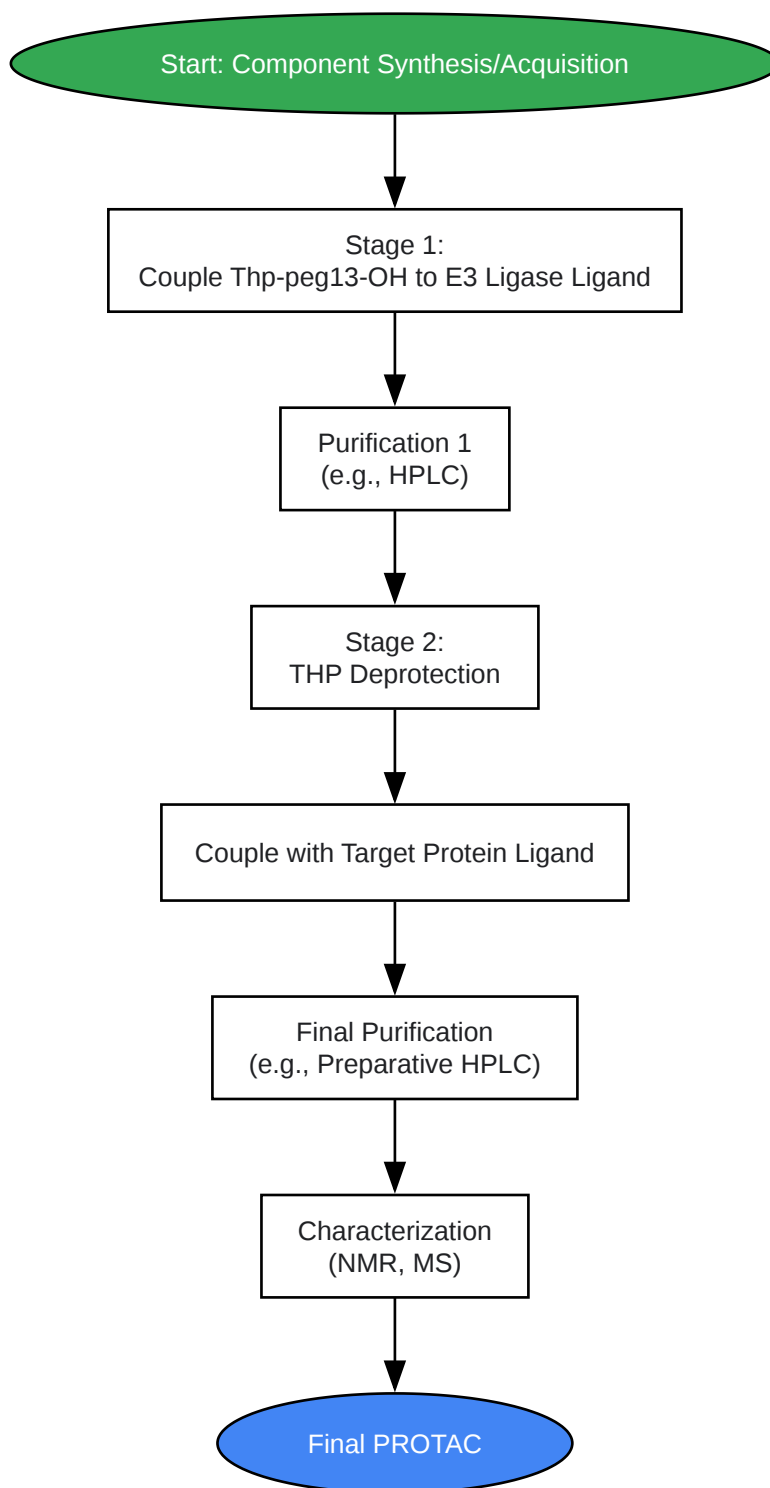 Start: Component Synthesis/Acquisition
Stage 1:
Couple Thp-peg13-OH to E3 Ligase Ligand
Purification 1
(e.g., HPLC)
Stage 2:
THP Deprotection
Couple with Target Protein Ligand
Final Purification
(e.g., Preparative HPLC)
Characterization
(NMR, MS)
Final PROTAC